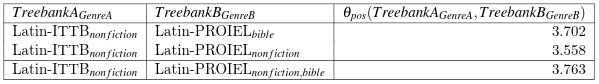 TreebankA_GenreA TreebankB_GenreB θ_pos(TreebankA_GenreA, TreebankB_GenreB)
Latin-ITTB_nonfiction Latin-PROIEL_bible 3.702
Latin-ITTB_nonfiction Latin-PROIEL_nonfiction 3.558
Latin-ITTB_nonfiction Latin-PROIEL_nonfiction,bible 3.763